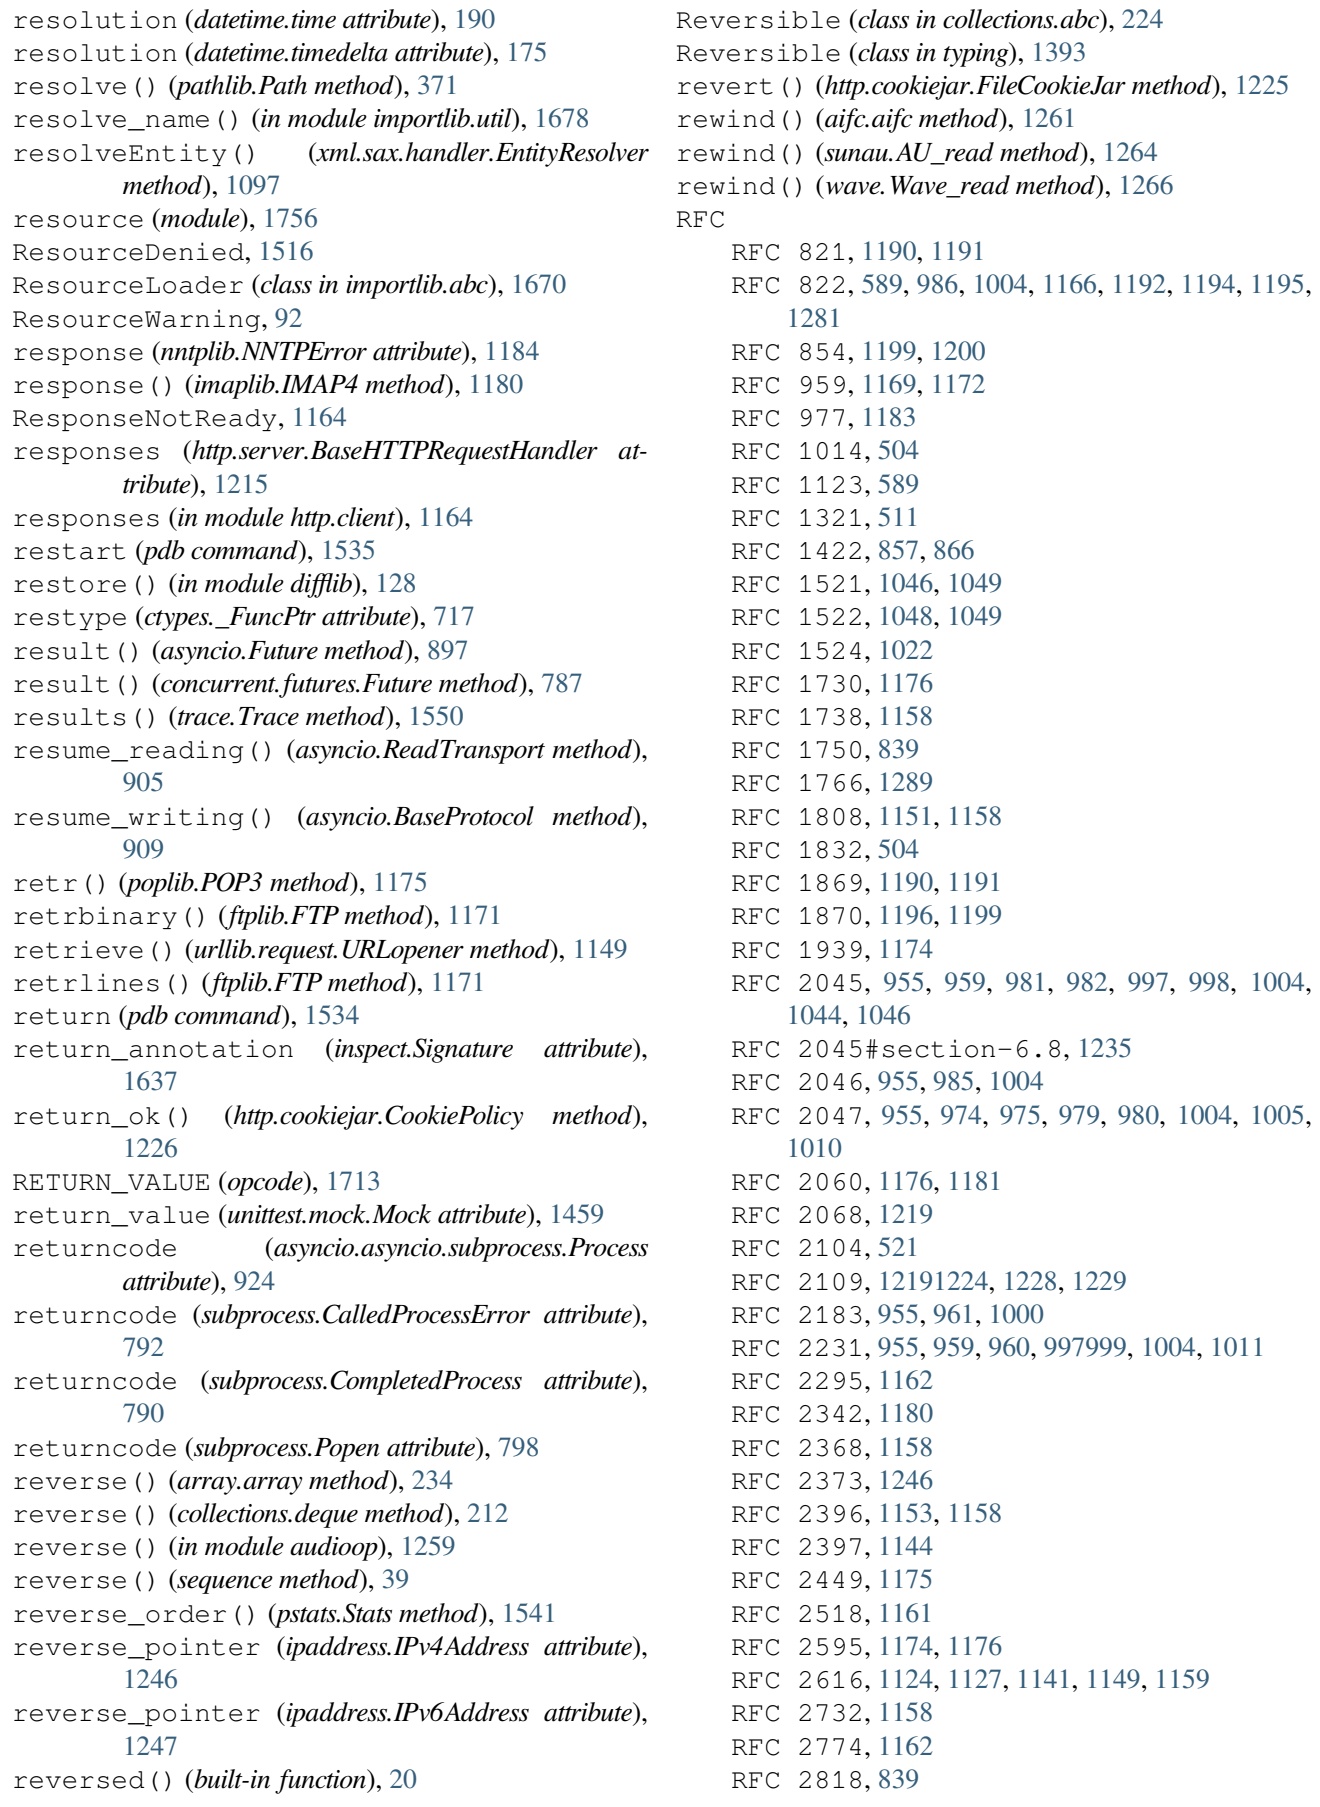 resolution (datetime.time attribute), 190
resolution (datetime.timedelta attribute), 175
resolve() (pathlib.Path method), 371
resolve_name() (in module importlib.util), 1678
resolveEntity() (xml.sax.handler.EntityResolver
method), 1097
resource (module), 1756
ResourceDenied, 1516
ResourceLoader (class in importlib.abc), 1670
ResourceWarning, 92
response (nntplib.NNTPError attribute), 1184
response() (imaplib.IMAP4 method), 1180
ResponseNotReady, 1164
responses (http.server.BaseHTTPRequestHandler at-
tribute), 1215
responses (in module http.client), 1164
restart (pdb command), 1535
restore() (in module difflib), 128
restype (ctypes._FuncPtr attribute), 717
result() (asyncio.Future method), 897
result() (concurrent.futures.Future method), 787
results() (trace.Trace method), 1550
resume_reading() (asyncio.ReadTransport method),
905
resume_writing() (asyncio.BaseProtocol method),
909
retr() (poplib.POP3 method), 1175
retrbinary() (ftplib.FTP method), 1171
retrieve() (urllib.request.URLopener method), 1149
retrlines() (ftplib.FTP method), 1171
return (pdb command), 1534
return_annotation (inspect.Signature attribute),
1637
return_ok() (http.cookiejar.CookiePolicy method),
1226
RETURN_VALUE (opcode), 1713
return_value (unittest.mock.Mock attribute), 1459
returncode (asyncio.asyncio.subprocess.Process
attribute), 924
returncode (subprocess.CalledProcessError attribute),
792
returncode (subprocess.CompletedProcess attribute),
790
returncode (subprocess.Popen attribute), 798
reverse() (array.array method), 234
reverse() (collections.deque method), 212
reverse() (in module audioop), 1259
reverse() (sequence method), 39
reverse_order() (pstats.Stats method), 1541
reverse_pointer (ipaddress.IPv4Address attribute),
1246
reverse_pointer (ipaddress.IPv6Address attribute),
1247
reversed() (built-in function), 20
Reversible (class in collections.abc), 224
Reversible (class in typing), 1393
revert() (http.cookiejar.FileCookieJar method), 1225
rewind() (aifc.aifc method), 1261
rewind() (sunau.AU_read method), 1264
rewind() (wave.Wave_read method), 1266
RFC
RFC 821, 1190, 1191
RFC 822, 589, 986, 1004, 1166, 1192, 1194, 1195,
1281
RFC 854, 1199, 1200
RFC 959, 1169, 1172
RFC 977, 1183
RFC 1014, 504
RFC 1123, 589
RFC 1321, 511
RFC 1422, 857, 866
RFC 1521, 1046, 1049
RFC 1522, 1048, 1049
RFC 1524, 1022
RFC 1730, 1176
RFC 1738, 1158
RFC 1750, 839
RFC 1766, 1289
RFC 1808, 1151, 1158
RFC 1832, 504
RFC 1869, 1190, 1191
RFC 1870, 1196, 1199
RFC 1939, 1174
RFC 2045, 955, 959, 981, 982, 997, 998, 1004,
1044, 1046
RFC 2045#section-6.8, 1235
RFC 2046, 955, 985, 1004
RFC 2047, 955, 974, 975, 979, 980, 1004, 1005,
1010
RFC 2060, 1176, 1181
RFC 2068, 1219
RFC 2104, 521
RFC 2109, 12191224, 1228, 1229
RFC 2183, 955, 961, 1000
RFC 2231, 955, 959, 960, 997999, 1004, 1011
RFC 2295, 1162
RFC 2342, 1180
RFC 2368, 1158
RFC 2373, 1246
RFC 2396, 1153, 1158
RFC 2397, 1144
RFC 2449, 1175
RFC 2518, 1161
RFC 2595, 1174, 1176
RFC 2616, 1124, 1127, 1141, 1149, 1159
RFC 2732, 1158
RFC 2774, 1162
RFC 2818, 839